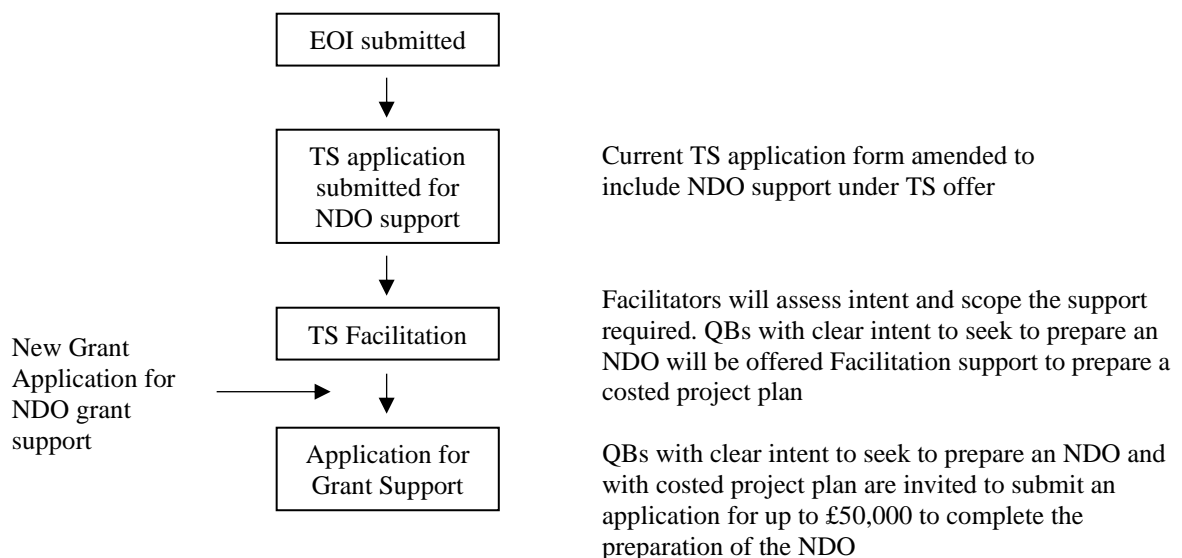 EOI submitted
TS application
submitted for
NDO support
Current TS application form amended to
include NDO support under TS offer
TS Facilitation
Facilitators will assess intent and scope the support
required. QBs with clear intent to seek to prepare an
NDO will be offered Facilitation support to prepare a
costed project plan
New Grant
Application for
NDO grant
support
Application for
Grant Support
QBs with clear intent to seek to prepare an NDO and
with costed project plan are invited to submit an
application for up to £50,000 to complete the
preparation of the NDO